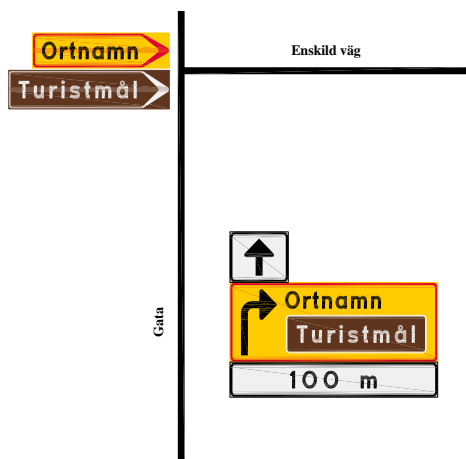 Ortnamn
Turistmål
Enskild väg
Gata
Ortnamn
Turistmål
100 m